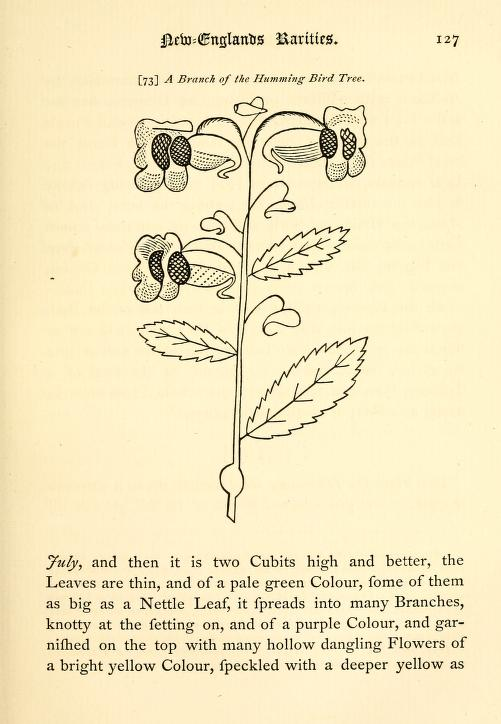 New-Englands Rarities. 127
[73] A Branch of the Humming Bird Tree.
July, and then it is two Cubits high and better, the
Leaves are thin, and of a pale green Colour, ſome of them
as big as a Nettle Leaf, it ſpreads into many Branches,
knotty at the ſetting on, and of a purple Colour, and gar-
niſhed on the top with many hollow dangling Flowers of
a bright yellow Colour, ſpeckled with a deeper yellow as